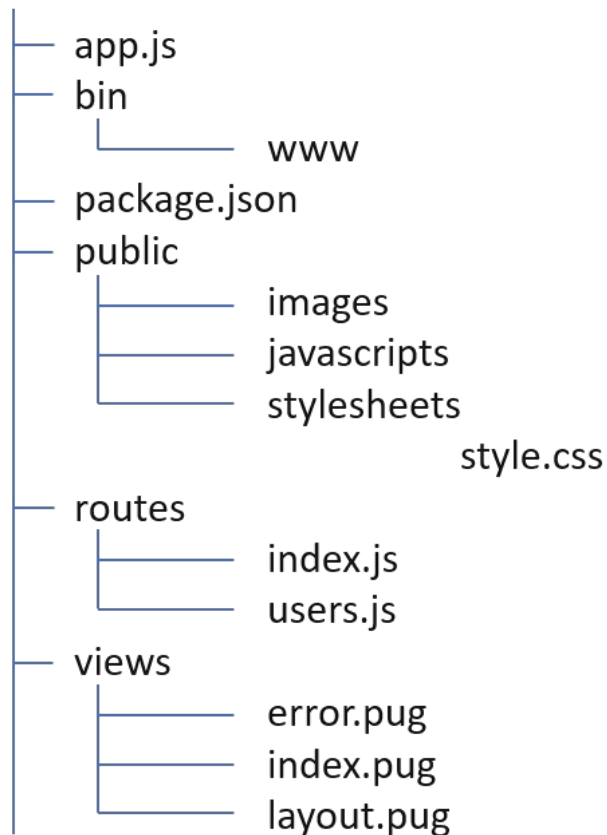 app.js
bin
www
package.json
public
images
javascripts
stylesheets
style.css
routes
index.js
users.js
views
error.pug
index.pug
layout.pug